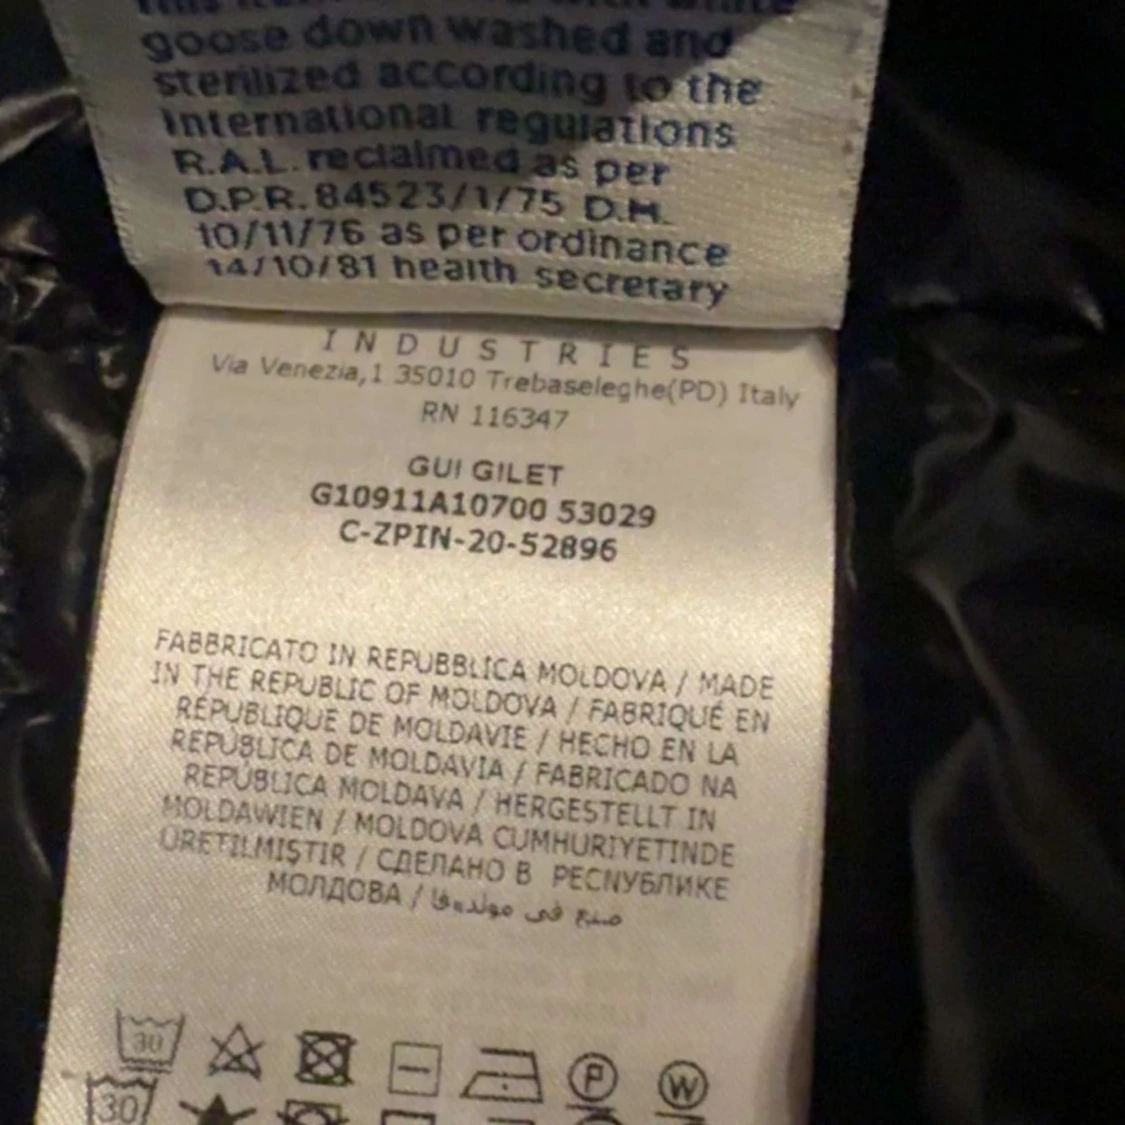 goose down washed and
sterilized according to the
International regulations
R.A.L. reclaimed as per
D.P.R. 84523/1/75 D.M.
10/11/76 as per ordinance
14/10/81 health secretary
INDUSTRIES
Via Venezia,1 35010 Trebaseleghe(PD) Italy
RN 116347
GUI GILET
G10911A10700 53029
C-ZPIN-20-52896
FABBRICATO IN REPUBBLICA MOLDOVA / MADE
IN THE REPUBLIC OF MOLDOVA / FABRIQUÉ EN
RÉPUBLIQUE DE MOLDAVIE / HECHO EN LA
REPÚBLICA DE MOLDAVIA / FABRICADO NA
REPÚBLICA MOLDAVA / HERGESTELLT IN
MOLDAWIEN / MOLDOVA CUMHURIYETINDE
ÜRETILMIŞTIR / СДЕЛАНО В РЕСПУБЛИКЕ
МОЛДОВА / صنع في مولدوفا
30 P W
30